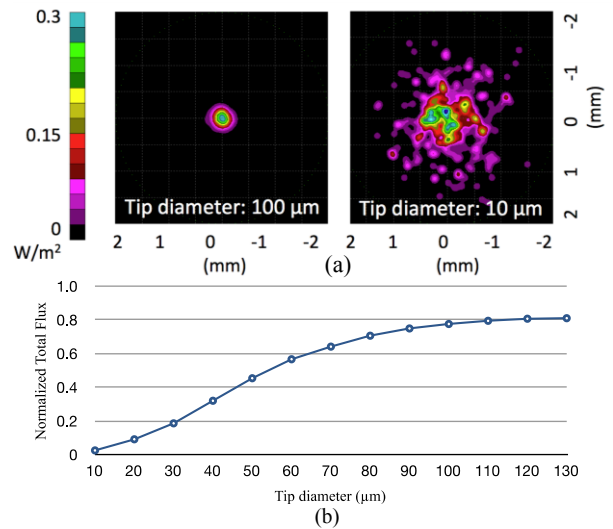 0.3
0.15
0
W/m²
Tip diameter: 100 µm
Tip diameter: 10 µm
-2
-1
0
1
2
(mm)
2 1 0 -1 -2
(mm)
2 1 0 -1 -2
(mm)
(a)
1.0
0.8
0.6
0.4
0.2
0
Normalized Total Flux
10 20 30 40 50 60 70 80 90 100 110 120 130
Tip diameter (µm)
(b)